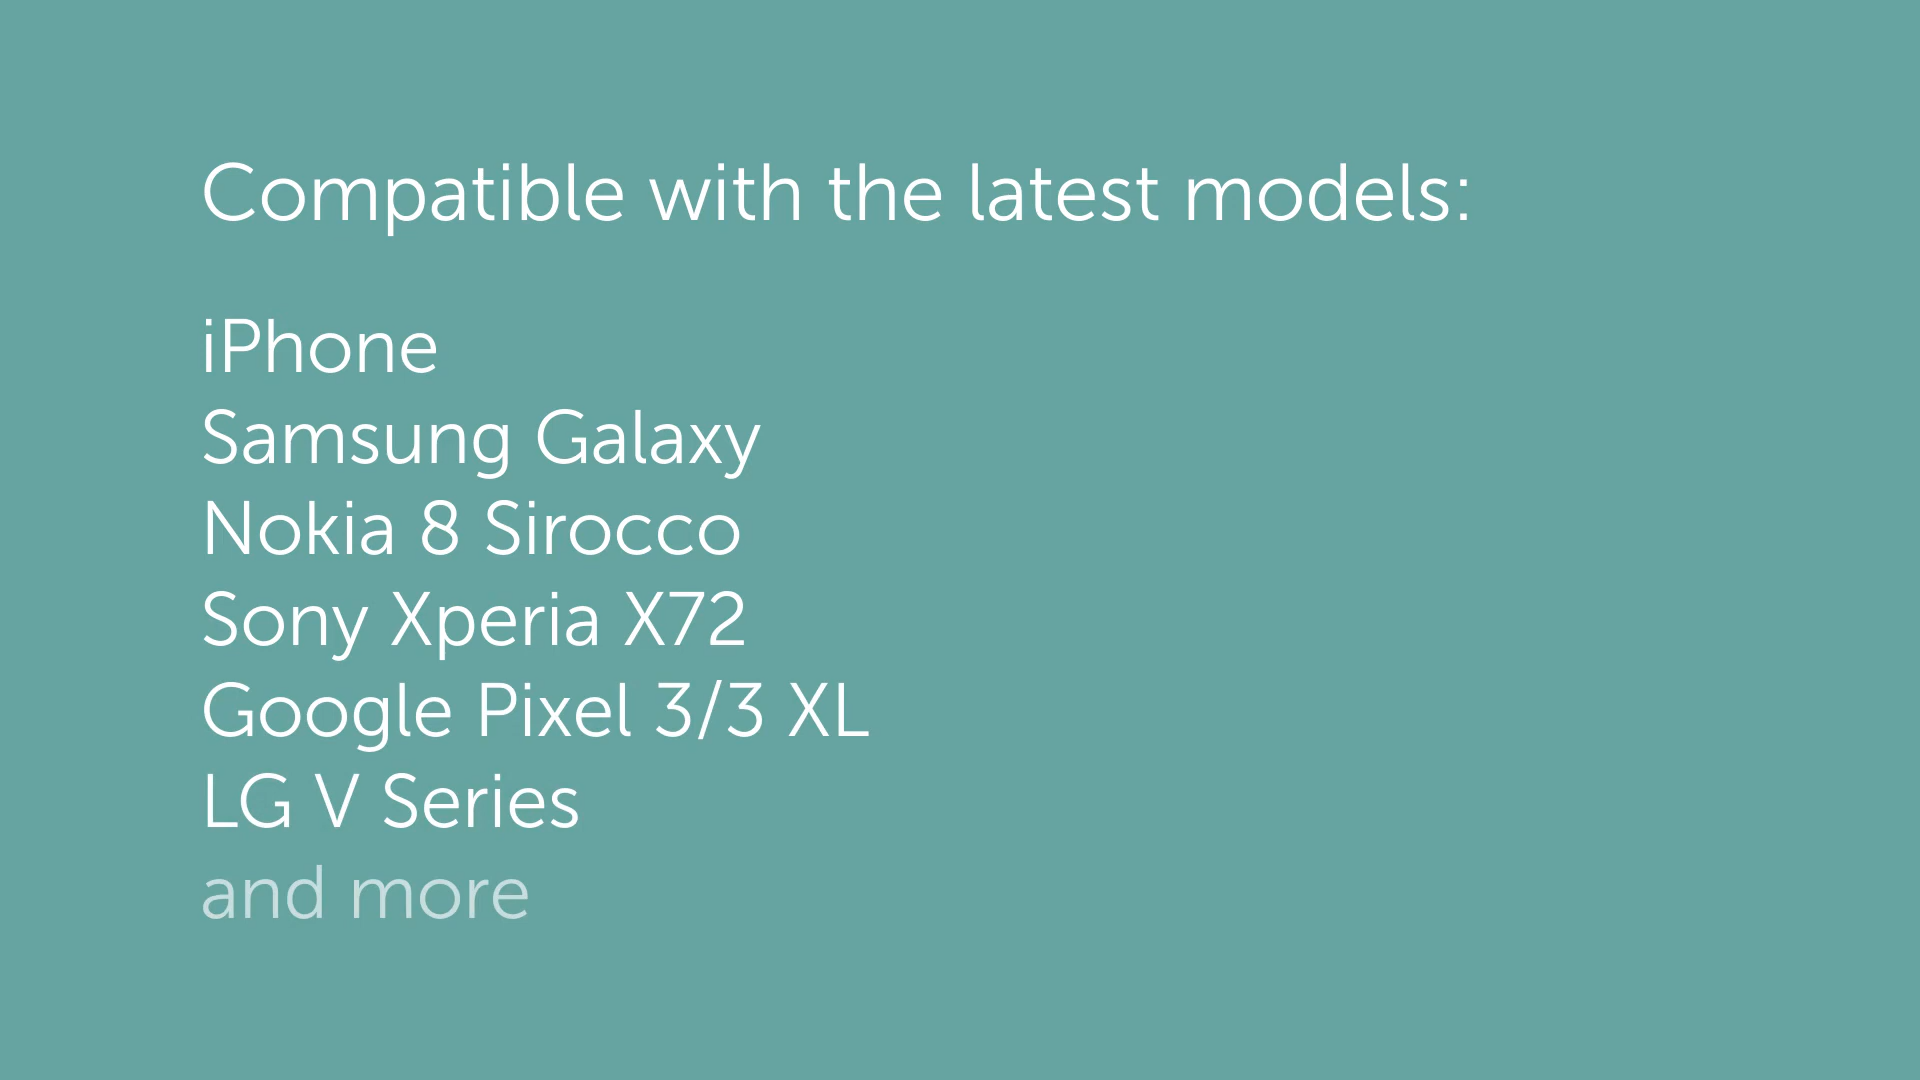 Compatible with the latest models:
iPhone
Samsung Galaxy
Nokia 8 Sirocco
Sony Xperia X72
Google Pixel 3/3 XL
LG V Series
and more